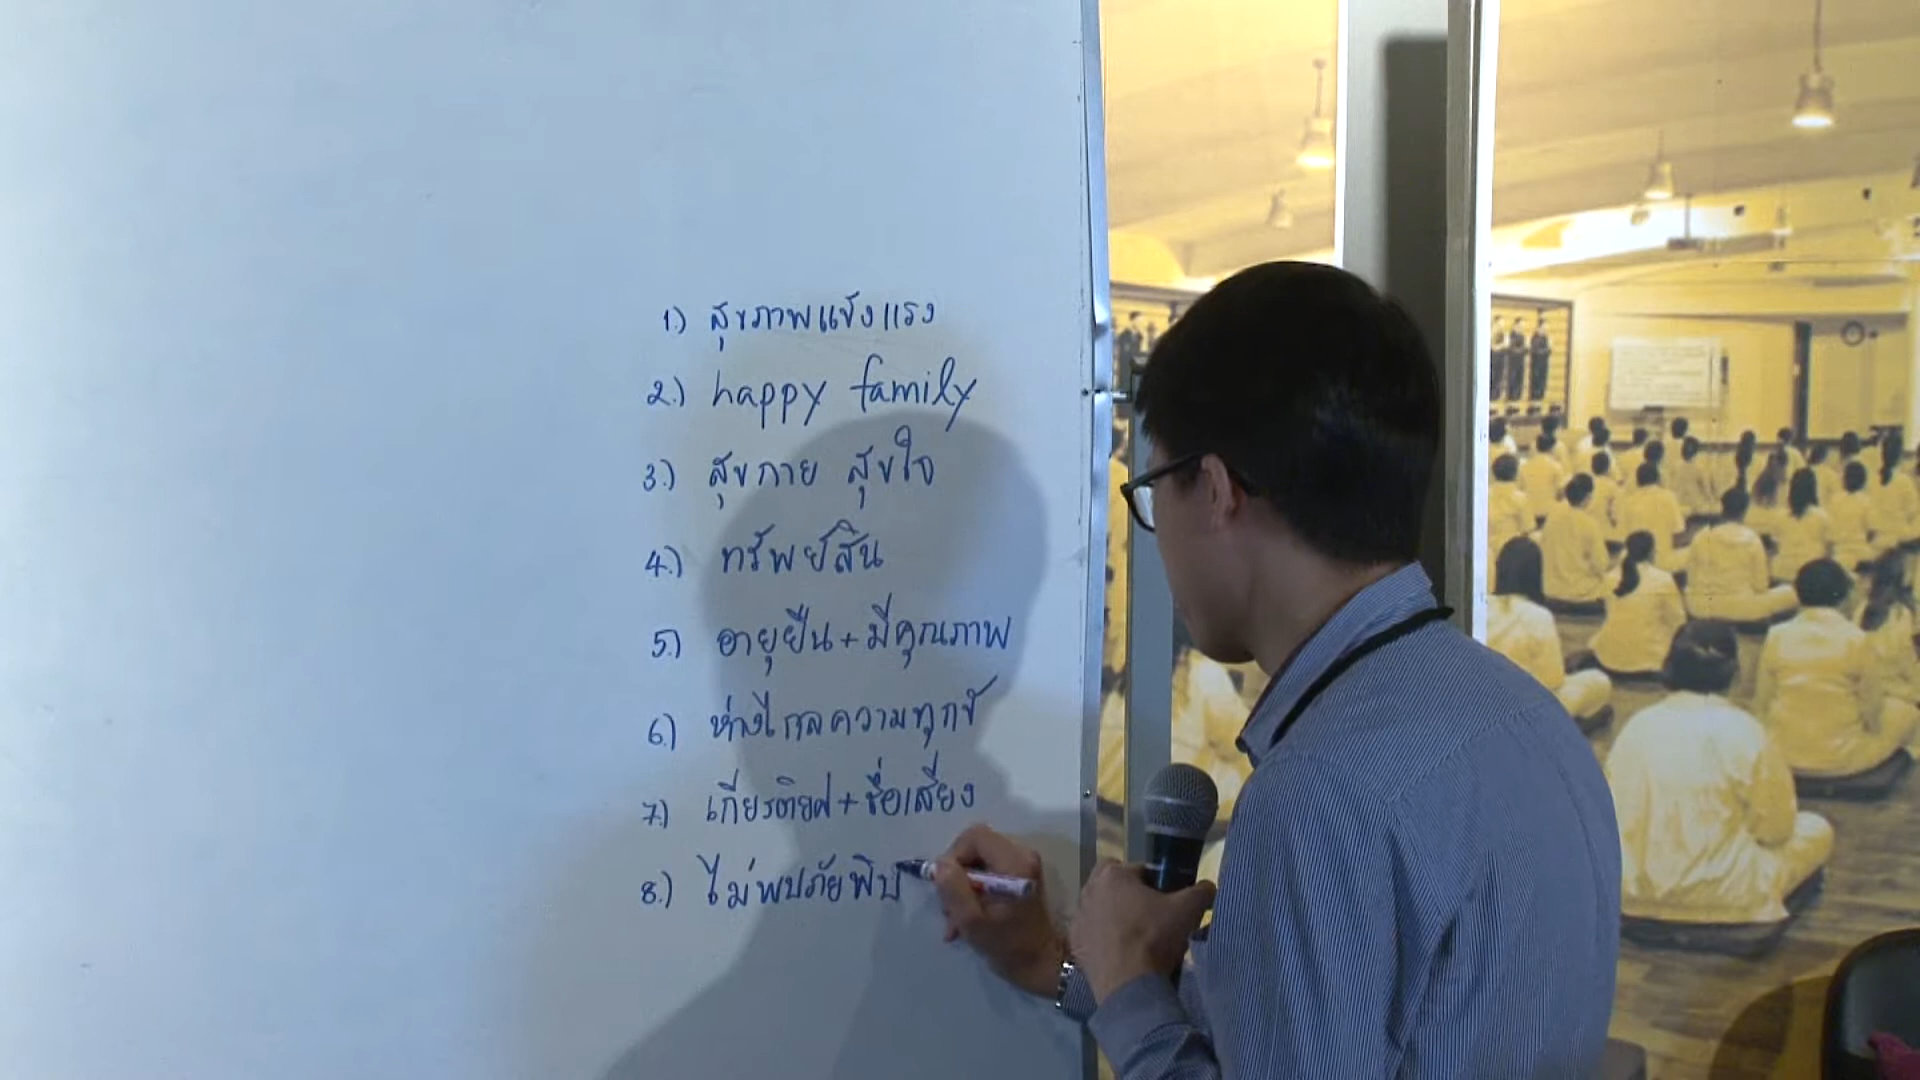 1.) สุขภาพแข็งแรง
2.) happy family
3.) สุขกาย สุขใจ
4.) ทรัพย์สิน
5.) อายุยืน + มีคุณภาพ
6.) ห่างไกลความทุกข์
7.) เกียรติยศ + ชื่อเสียง
8.) ไม่พบภัยพิบ